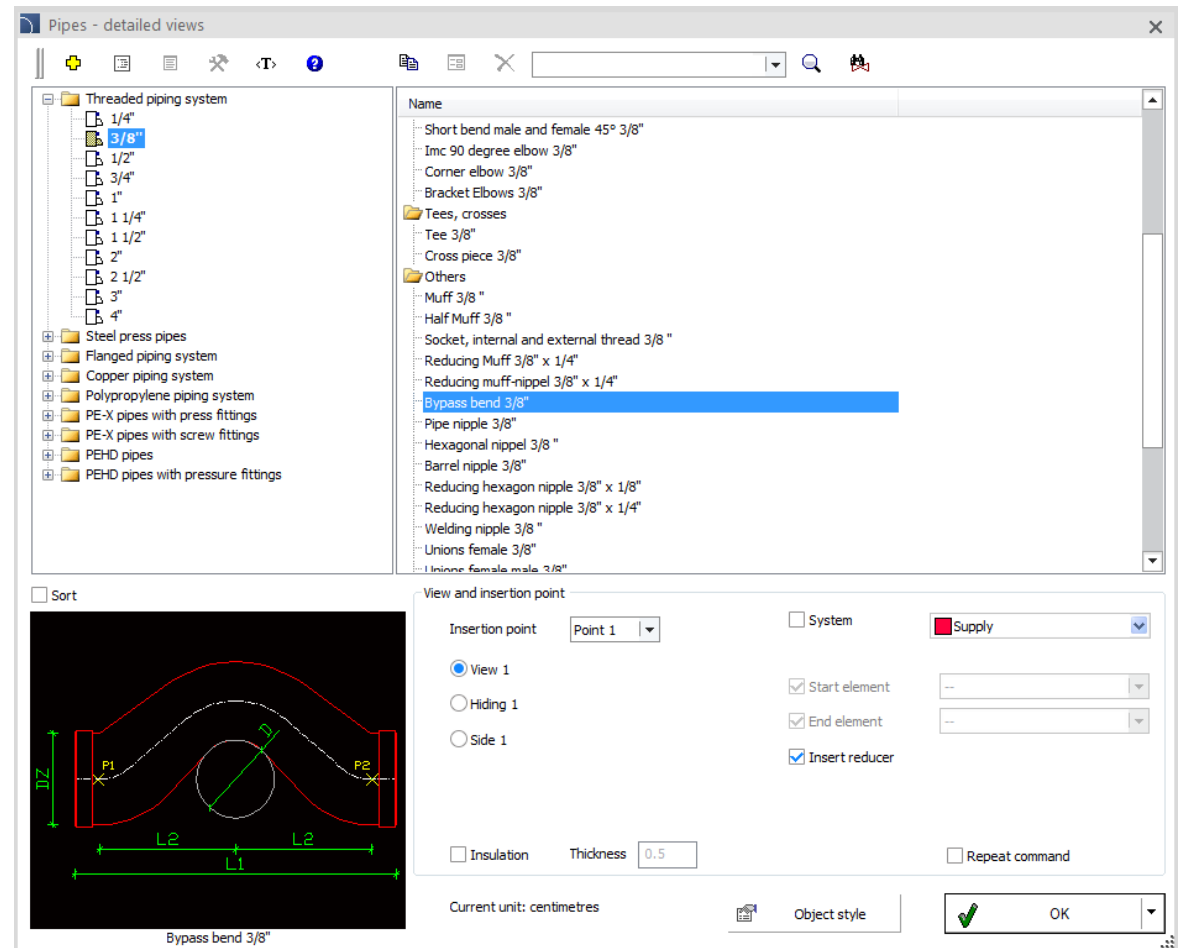 Pipes - detailed views
<T>
Threaded piping system
1/4"
3/8"
1/2"
3/4"
1"
1 1/4"
1 1/2"
2"
2 1/2"
3"
4"
Steel press pipes
Flanged piping system
Copper piping system
Polypropylene piping system
PE-X pipes with press fittings
PE-X pipes with screw fittings
PEHD pipes
PEHD pipes with pressure fittings
Name
Short bend male and female 45° 3/8"
Imc 90 degree elbow 3/8"
Corner elbow 3/8"
Bracket Elbows 3/8"
Tees, crosses
Tee 3/8"
Cross piece 3/8"
Others
Muff 3/8 "
Half Muff 3/8 "
Socket, internal and external thread 3/8 "
Reducing Muff 3/8" x 1/4"
Reducing muff-nippel 3/8" x 1/4"
Bypass bend 3/8"
Pipe nipple 3/8"
Hexagonal nippel 3/8 "
Barrel nipple 3/8"
Reducing hexagon nipple 3/8" x 1/8"
Reducing hexagon nipple 3/8" x 1/4"
Welding nipple 3/8 "
Unions female 3/8"
Unions female male 3/8"
Sort
D
P1
P2
DZ
L2
L2
L1
Bypass bend 3/8"
View and insertion point
Insertion point
Point 1
View 1
Hiding 1
Side 1
System
Supply
Start element
--
End element
--
Insert reducer
Insulation
Thickness
0.5
Repeat command
Current unit: centimetres
Object style
OK